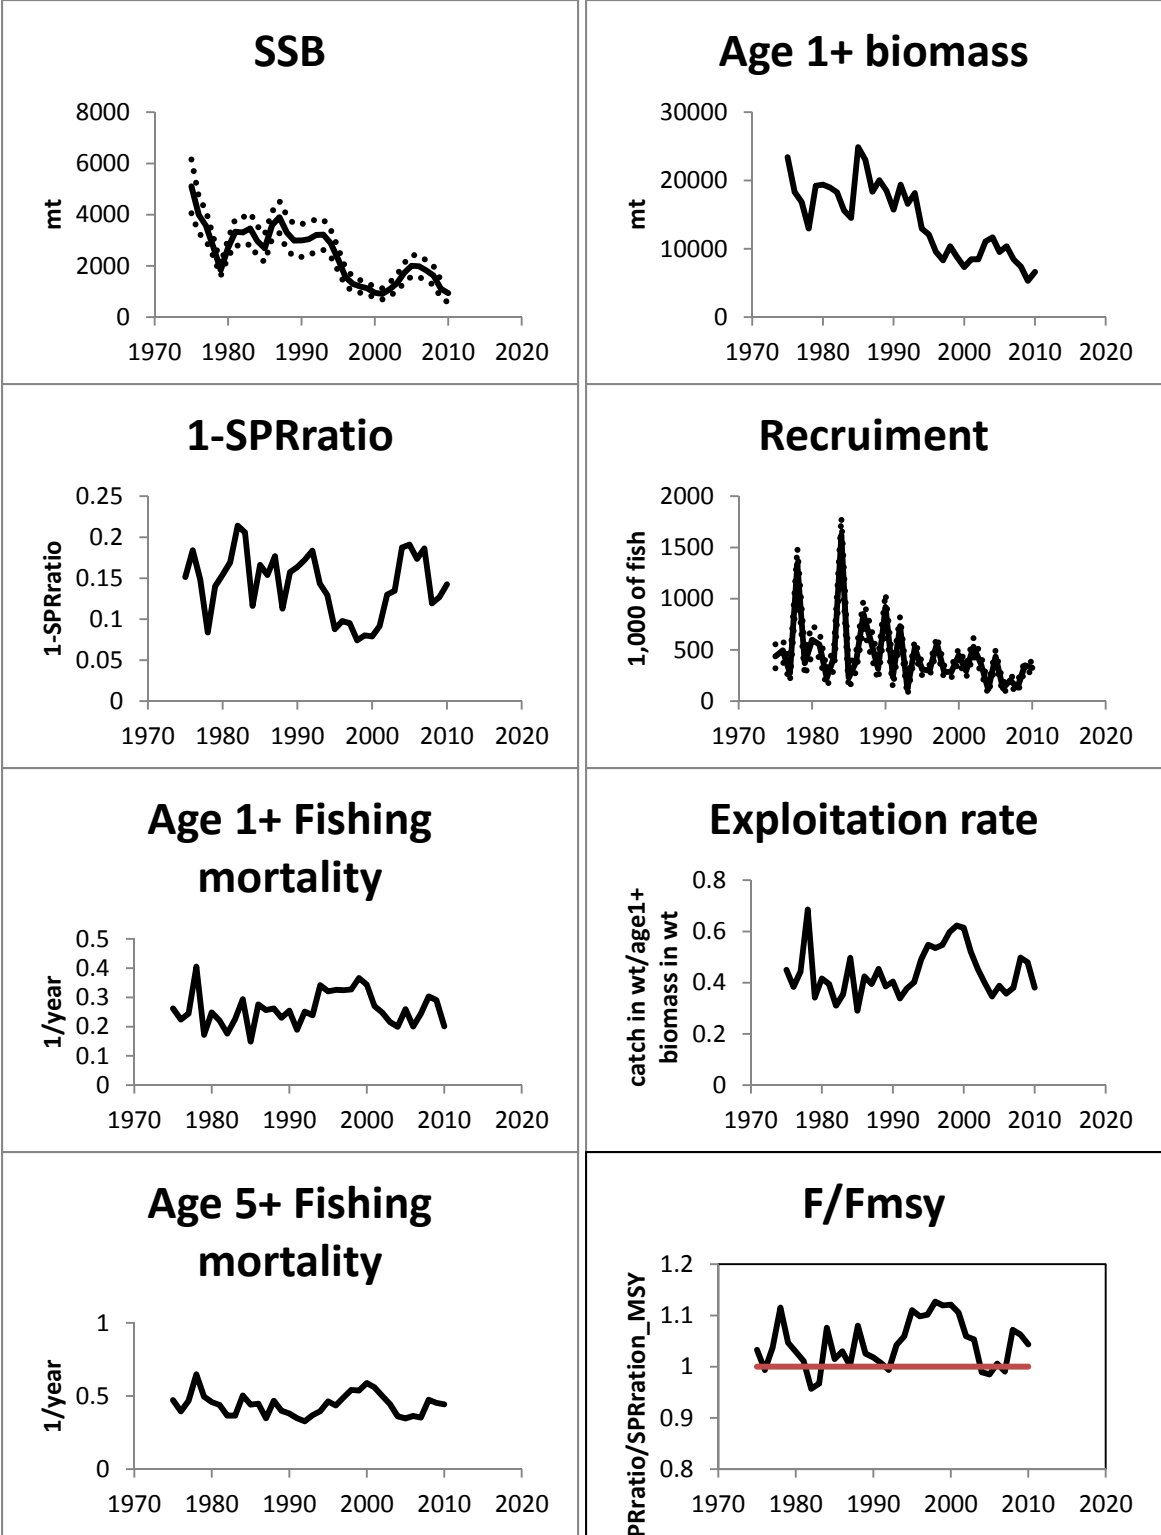 SSB
8000
6000
4000
2000
0
mt
1970 1980 1990 2000 2010 2020
Age 1+ biomass
30000
20000
10000
0
mt
1970 1980 1990 2000 2010 2020
1-SPRratio
0.25
0.2
0.15
0.1
0.05
0
1-SPRratio
1970 1980 1990 2000 2010 2020
Recruiment
2000
1500
1000
500
0
1,000 of fish
1970 1980 1990 2000 2010 2020
Age 1+ Fishing
mortality
0.5
0.4
0.3
0.2
0.1
0
1/year
1970 1980 1990 2000 2010 2020
Exploitation rate
0.8
0.6
0.4
0.2
0
catch in wt/age1+
biomass in wt
1970 1980 1990 2000 2010 2020
Age 5+ Fishing
mortality
1
0.5
0
1/year
1970 1980 1990 2000 2010 2020
F/Fmsy
1.2
1.1
1
0.9
0.8
PRratio/SPRration_MSY
1970 1980 1990 2000 2010 2020